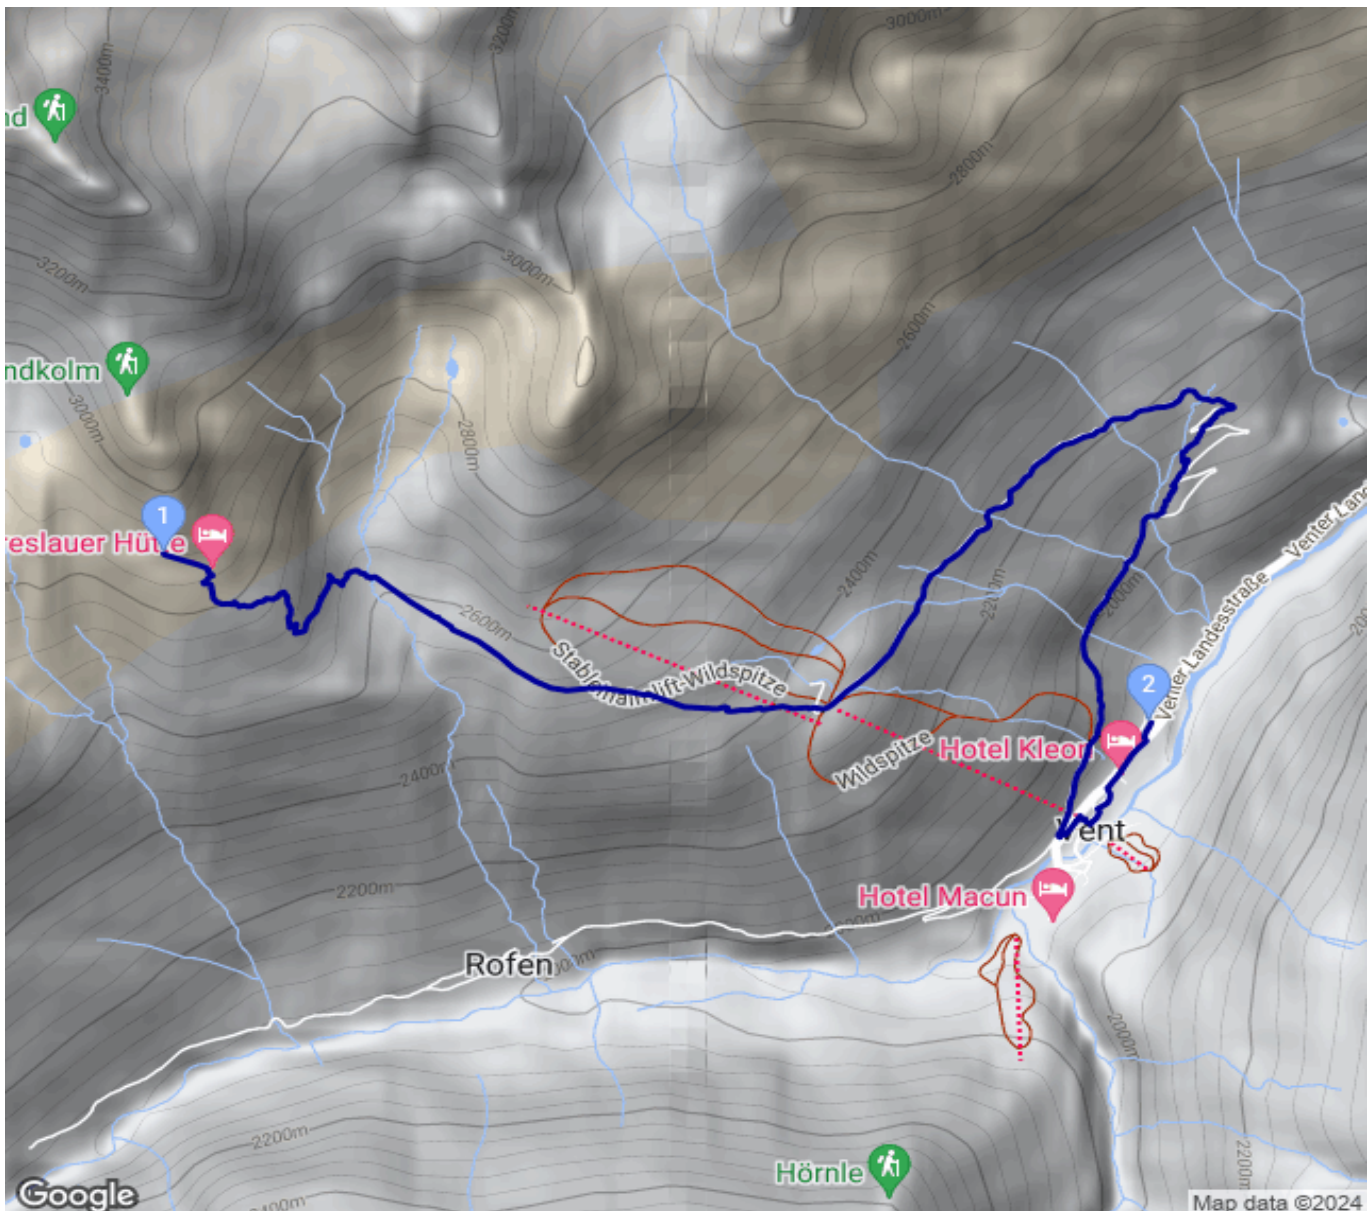 3400m
3200m
3000m
nd
2800m
3200m
3000m
2600m
ndkolm
3000m
2800m
1
reslauer Hütte
2400m
2200m
2000m
Venter Landesstraße
Venter Lan
2600m
Stablein
lift-Wildspitze
2
Hotel Kleon
Wildspitze
2400m
Vent
2200m
Hotel Macun
Rofen
2000m
2200m
2200m
Hörnle
Google
2400m
Map data ©2024